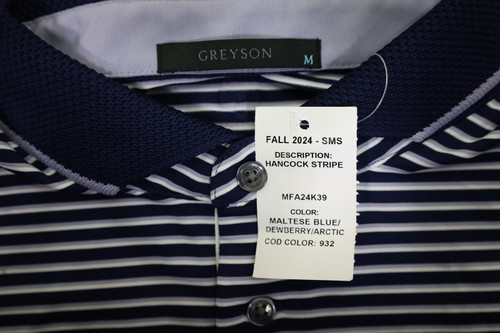 GREYSON
M
FALL 2024 - SMS
DESCRIPTION:
HANCOCK STRIPE
MFA24K39
COLOR:
MALTESE BLUE/
DEWBERRY/ARCTIC
COD COLOR: 932